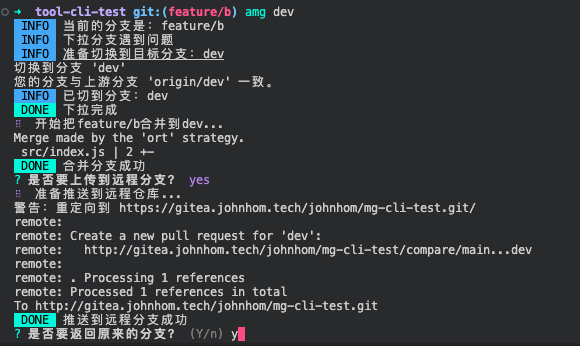 ➜ tool-cli-test git:(feature/b) amg dev
INFO 当前的分支是: feature/b
INFO 下拉分支遇到问题
INFO 准备切换到目标分支: dev
切换到分支 'dev'
您的分支与上游分支 'origin/dev' 一致。
INFO 已切到分支: dev
DONE 下拉完成
⠿ 开始把feature/b合并到dev...
Merge made by the 'ort' strategy.
src/index.js | 2 +-
DONE 合并分支成功
? 是否要上传到远程分支? yes
⠿ 准备推送到远程仓库...
警告: 重定向到 https://gitea.johnhom.tech/johnhom/mg-cli-test.git/
remote:
remote: Create a new pull request for 'dev':
remote:   http://gitea.johnhom.tech/johnhom/mg-cli-test/compare/main...dev
remote:
remote: . Processing 1 references
remote: Processed 1 references in total
To http://gitea.johnhom.tech/johnhom/mg-cli-test.git
DONE 推送到远程分支成功
? 是否要返回原来的分支? (Y/n) y